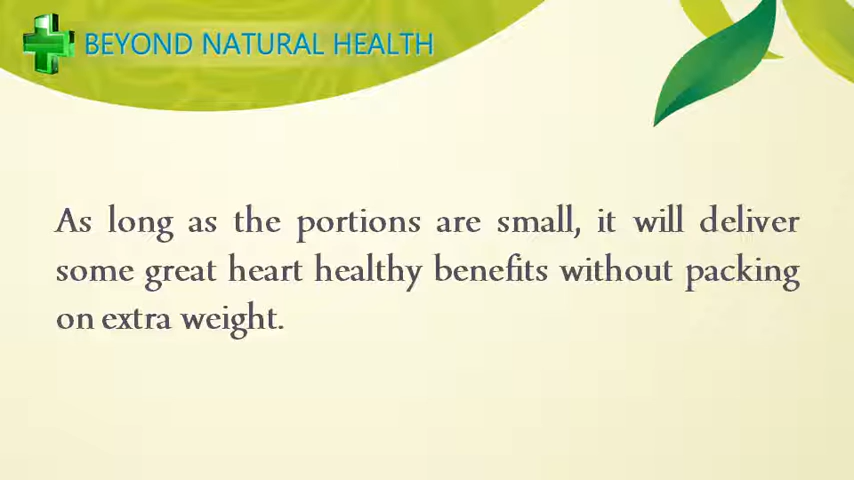 BEYOND NATURAL HEALTH
As long as the portions are small, it will deliver
some great heart healthy benefits without packing
on extra weight.